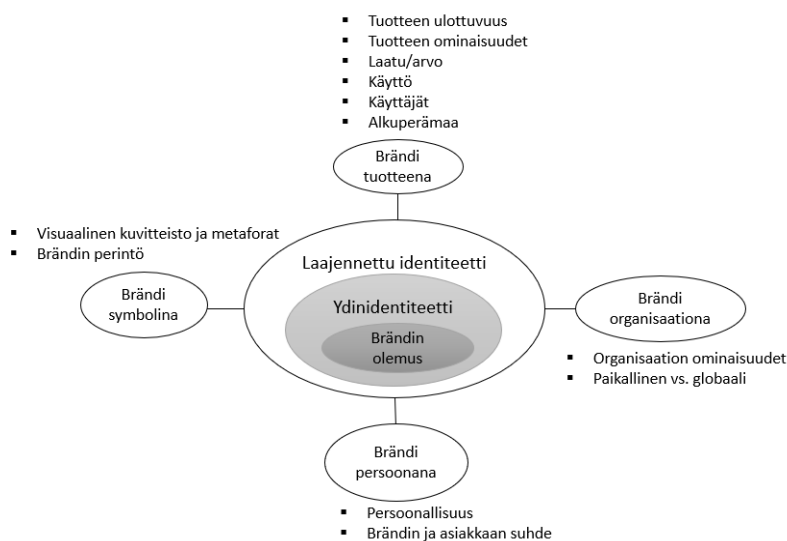 ▪ Tuotteen ulottuvuus
▪ Tuotteen ominaisuudet
▪ Laatu/arvo
▪ Käyttö
▪ Käyttäjät
▪ Alkuperämaa
Brändi
tuotteena
▪ Visuaalinen kuvitteisto ja metaforat
▪ Brändin perintö
Brändi
symbolina
Laajennettu identiteetti
Ydinidentiteetti
Brändin
olemus
Brändi
organisaationa
▪ Organisaation ominaisuudet
▪ Paikallinen vs. globaali
Brändi
persoonana
▪ Persoonallisuus
▪ Brändin ja asiakkaan suhde